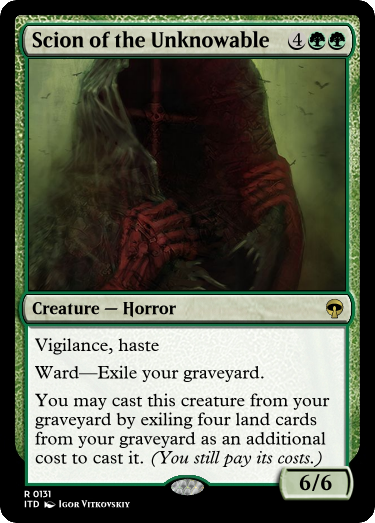 Scion of the Unknowable 4
Creature — Horror
Vigilance, haste
Ward—Exile your graveyard.
You may cast this creature from your
graveyard by exiling four land cards
from your graveyard as an additional
cost to cast it. (You still pay its costs.)
6/6
R 0131
ITD Igor Vitkovskiy